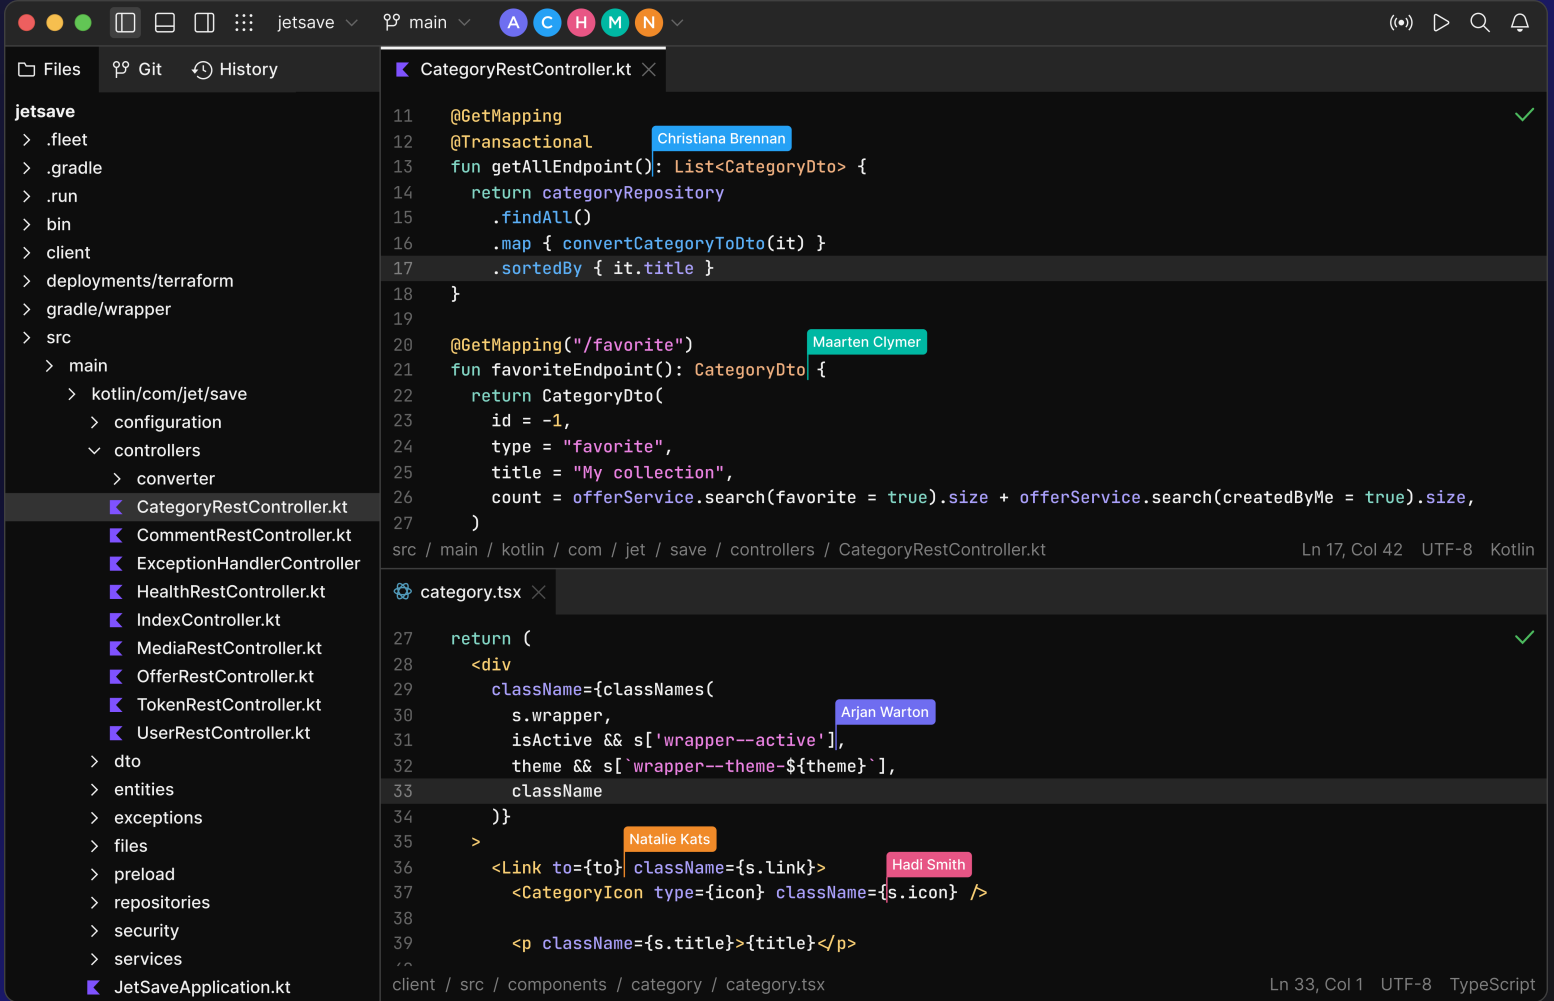 jetsave
main
A C H M N
Files
Git
History
jetsave
.fleet
.gradle
.run
bin
client
deployments/terraform
gradle/wrapper
src
main
kotlin/com/jet/save
configuration
controllers
converter
CategoryRestController.kt
CommentRestController.kt
ExceptionHandlerController
HealthRestController.kt
IndexController.kt
MediaRestController.kt
OfferRestController.kt
TokenRestController.kt
UserRestController.kt
dto
entities
exceptions
files
preload
repositories
security
services
JetSaveApplication.kt
CategoryRestController.kt
11 @GetMapping
12 @Transactional
Christiana Brennan
13 fun getAllEndpoint(): List<CategoryDto> {
14 return categoryRepository
15 .findAll()
16 .map { convertCategoryToDto(it) }
17 .sortedBy { it.title }
18 }
19
20 @GetMapping("/favorite")
Maarten Clymer
21 fun favoriteEndpoint(): CategoryDto {
22 return CategoryDto(
23 id = -1,
24 type = "favorite",
25 title = "My collection",
26 count = offerService.search(favorite = true).size + offerService.search(createdByMe = true).size,
27 )
src / main / kotlin / com / jet / save / controllers / CategoryRestController.kt
Ln 17, Col 42 UTF-8 Kotlin
category.tsx
27 return (
28 <div
29 className={classNames(
30 s.wrapper,
Arjan Warton
31 isActive && s['wrapper--active'],
32 theme && s[`wrapper--theme-${theme}`],
33 className
34 )}
35 >
Natalie Kats
36 <Link to={to} className={s.link}>
Hadi Smith
37 <CategoryIcon type={icon} className={s.icon} />
38
39 <p className={s.title}>{title}</p>
client / src / components / category / category.tsx
Ln 33, Col 1 UTF-8 TypeScript